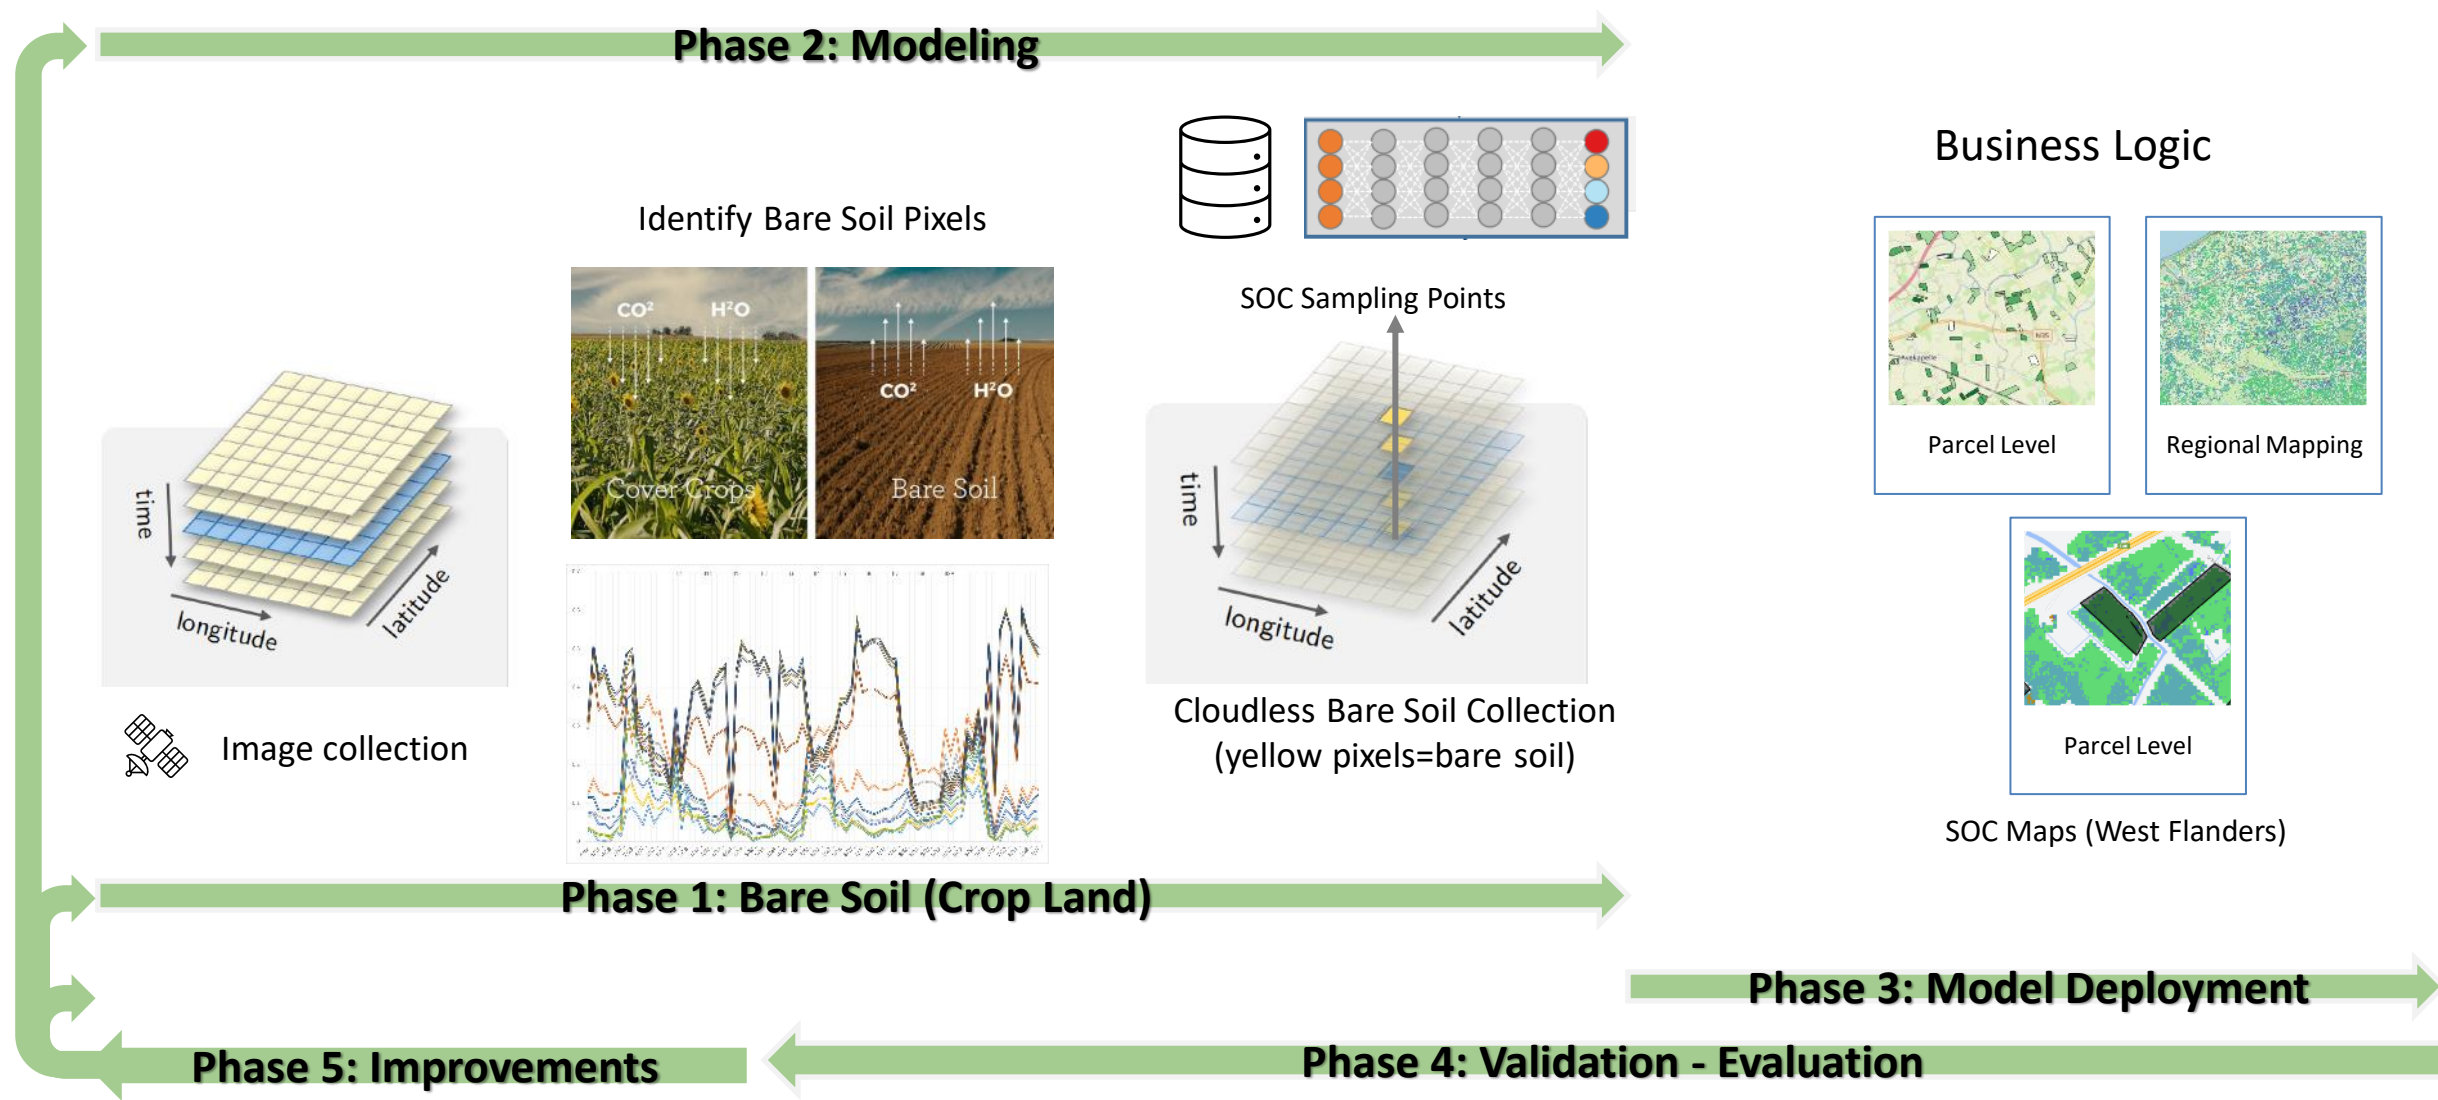 Phase 2: Modeling
Business Logic
Identify Bare Soil Pixels
CO² H²O
CO² H²O
Cover Crops
Bare Soil
SOC Sampling Points
time
longitude
latitude
Image collection
time
longitude
latitude
Cloudless Bare Soil Collection
(yellow pixels=bare soil)
Parcel Level
Regional Mapping
Parcel Level
SOC Maps (West Flanders)
Phase 1: Bare Soil (Crop Land)
Phase 3: Model Deployment
Phase 4: Validation - Evaluation
Phase 5: Improvements